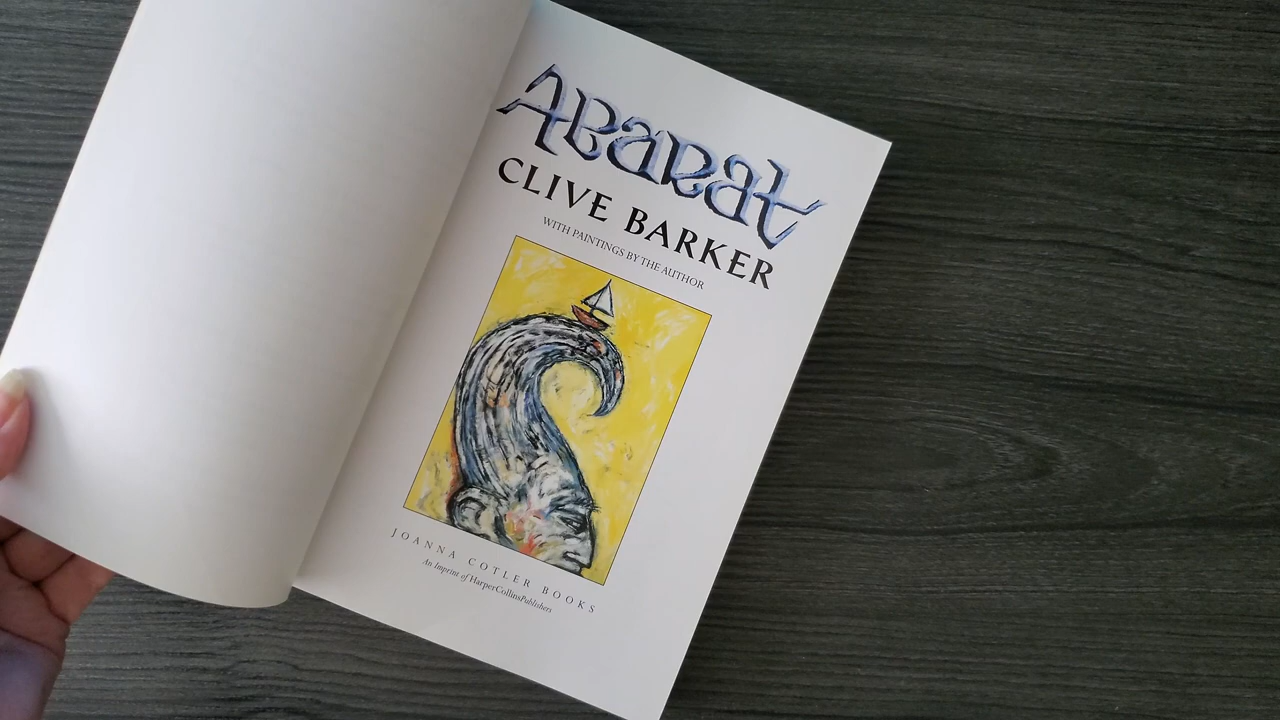 Abarat
CLIVE BARKER
WITH PAINTINGS BY THE AUTHOR
JOANNA COTLER BOOKS
An Imprint of HarperCollinsPublishers